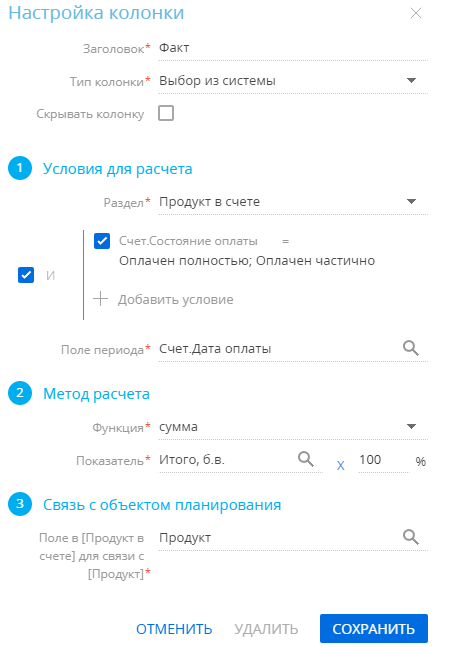 Настройка колонки
Заголовок* Факт
Тип колонки* Выбор из системы
Скрывать колонку
1 Условия для расчета
Раздел* Продукт в счете
Счет.Состояние оплаты =
И
Оплачен полностью; Оплачен частично
Добавить условие
Поле периода* Счет.Дата оплаты
2 Метод расчета
Функция* сумма
Показатель* Итого, б.в. X 100 %
3 Связь с объектом планирования
Поле в [Продукт в Продукт
счете] для связи с
[Продукт]*
ОТМЕНИТЬ УДАЛИТЬ СОХРАНИТЬ